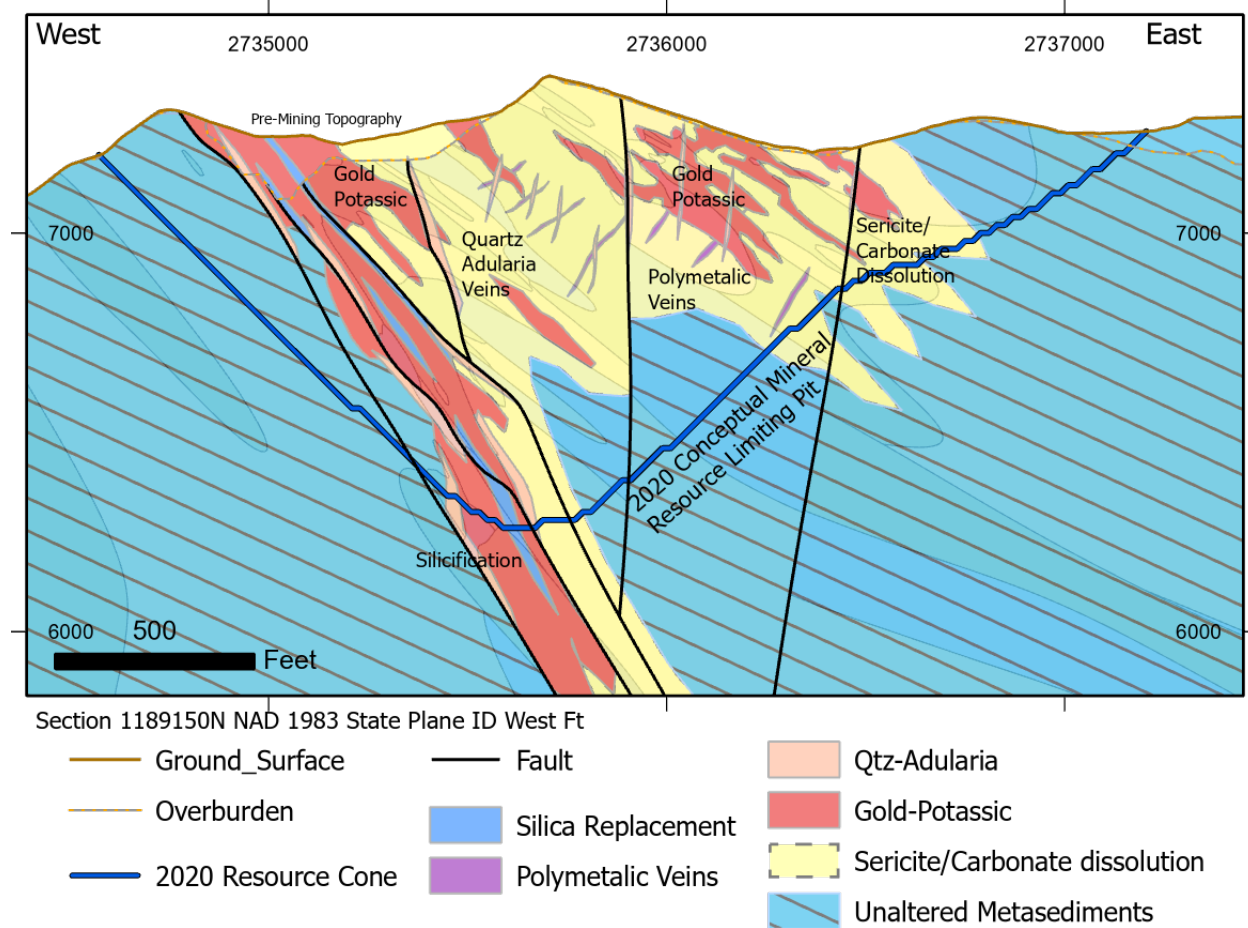 West
2735000
2736000
2737000
East
Pre-Mining Topography
Gold
Potassic
Gold
Potassic
7000
Quartz
Adularia
Veins
Sericite/
Carbonate
Dissolution
7000
Polymetalic
Veins
2020 Conceptual Mineral
Resource Limiting Pit
Silicification
6000
500
Feet
6000
Section 1189150N NAD 1983 State Plane ID West Ft
Ground_Surface
Overburden
2020 Resource Cone
Fault
Silica Replacement
Polymetalic Veins
Qtz-Adularia
Gold-Potassic
Sericite/Carbonate dissolution
Unaltered Metasediments